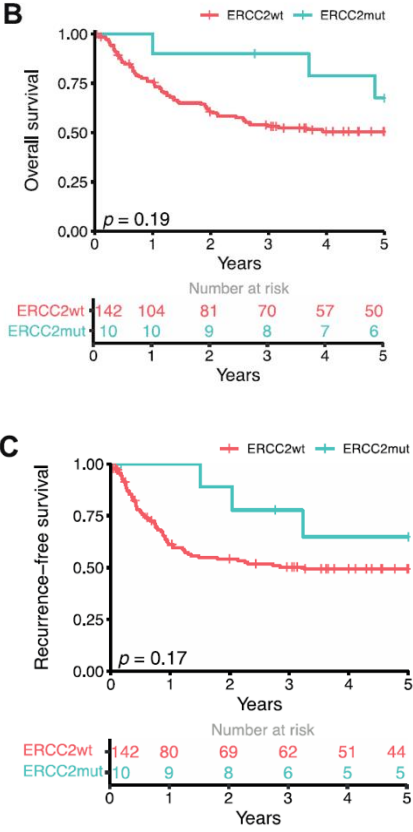 B
ERCC2wt ERCC2mut
Overall survival
1.00
0.75
0.50
0.25
0.00
p = 0.19
0 1 2 3 4 5
Years
Number at risk
ERCC2wt 142 104 81 70 57 50
ERCC2mut 10 10 9 8 7 6
0 1 2 3 4 5
Years
C
ERCC2wt ERCC2mut
Recurrence–free survival
1.00
0.75
0.50
0.25
0.00
p = 0.17
0 1 2 3 4 5
Years
Number at risk
ERCC2wt 142 80 69 62 51 44
ERCC2mut 10 9 8 6 5 5
0 1 2 3 4 5
Years